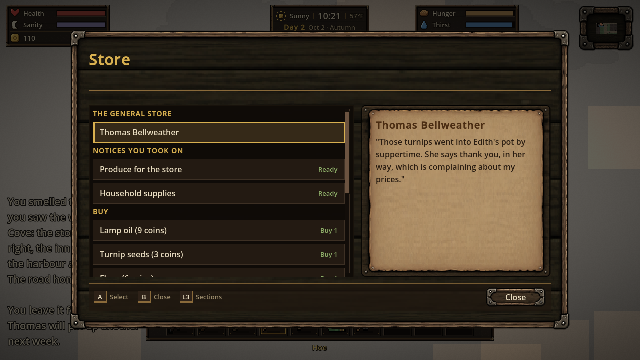 Health
Sanity
110
Sunny 10:21 57°
Day 2 Oct 2 Autumn
Hunger
Thirst
Store
THE GENERAL STORE
Thomas Bellweather
NOTICES YOU TOOK ON
Produce for the store Ready
Household supplies Ready
BUY
Lamp oil (9 coins) Buy 1
Turnip seeds (3 coins) Buy 1
Thomas Bellweather
"Those turnips went into Edith's pot by
suppertime. She says thank you, in her
way, which is complaining about my
prices."
A Select B Close L3 Sections
Close
You smelled
you saw the
Cove: the sto
right, the inn
the harbour
The road hom
You leave it
Thomas will
next week.